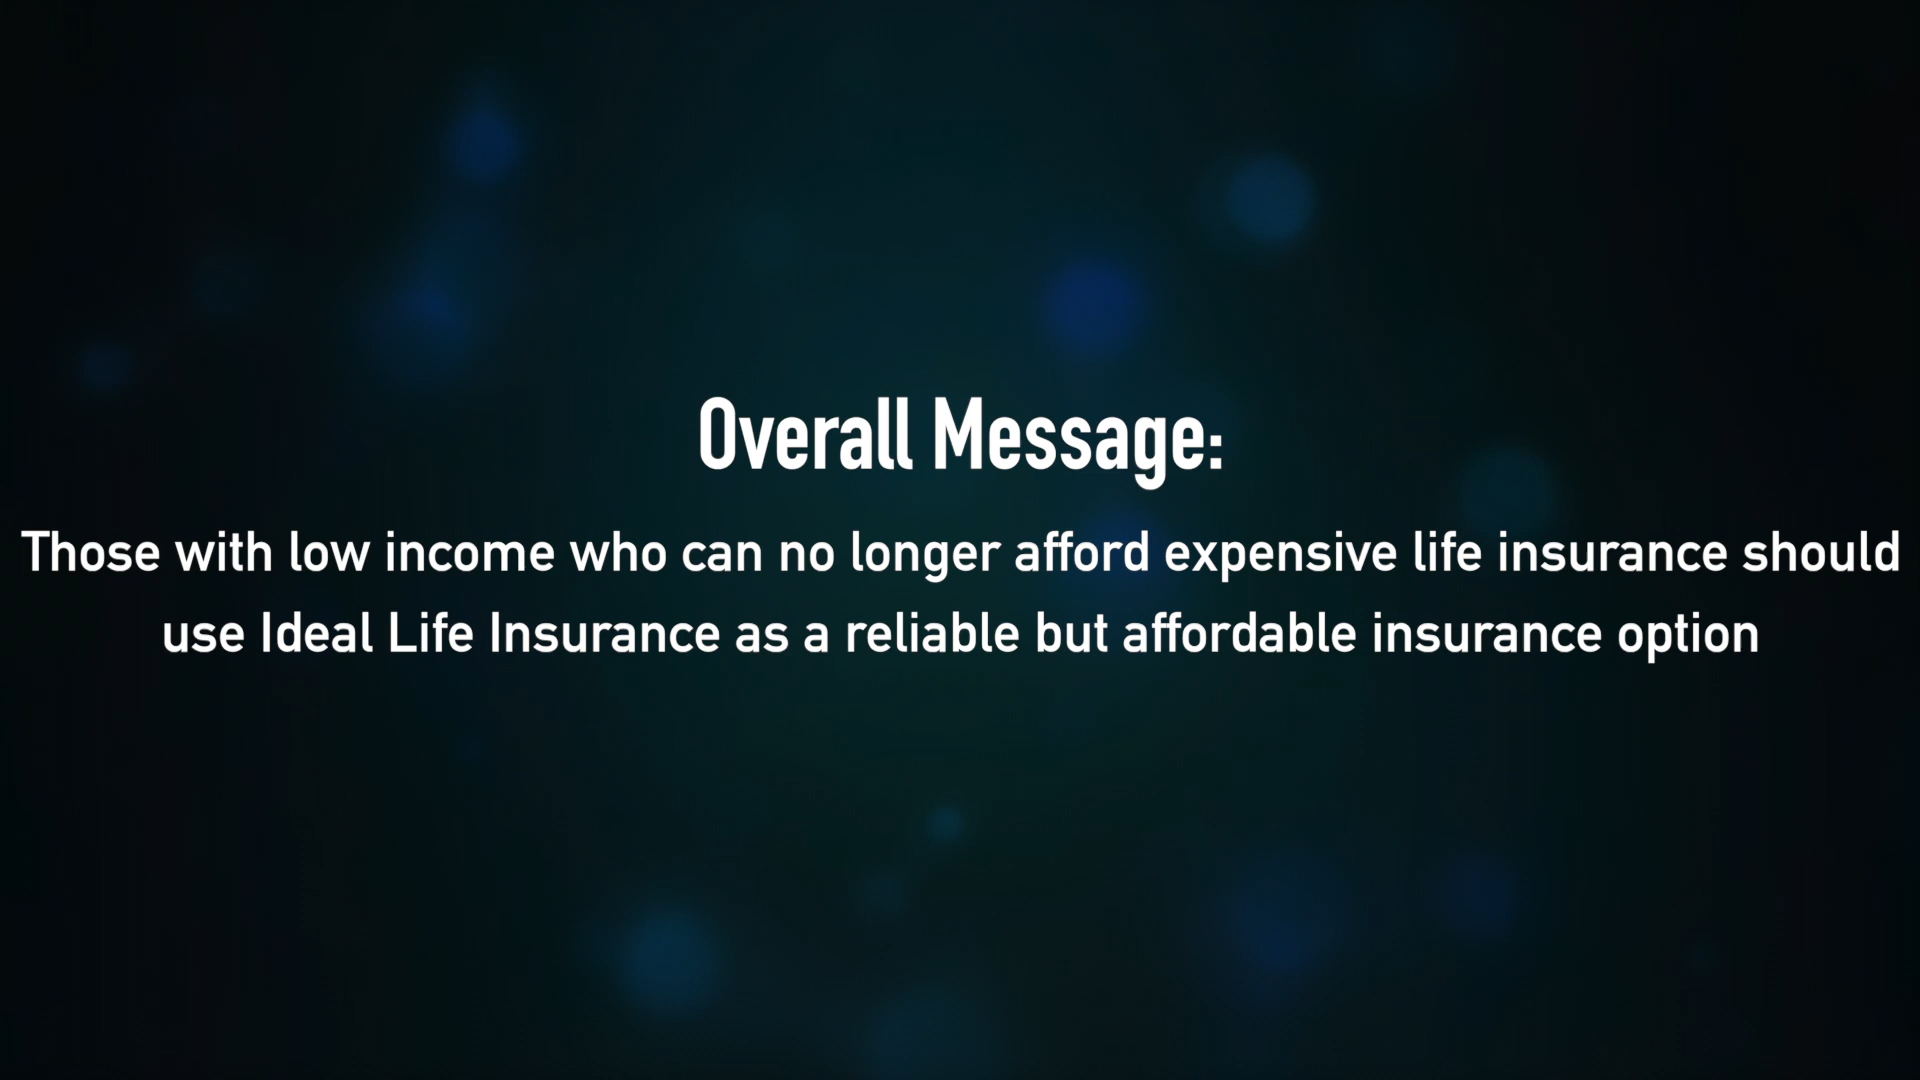 Overall Message:
Those with low income who can no longer afford expensive life insurance should
use Ideal Life Insurance as a reliable but affordable insurance option